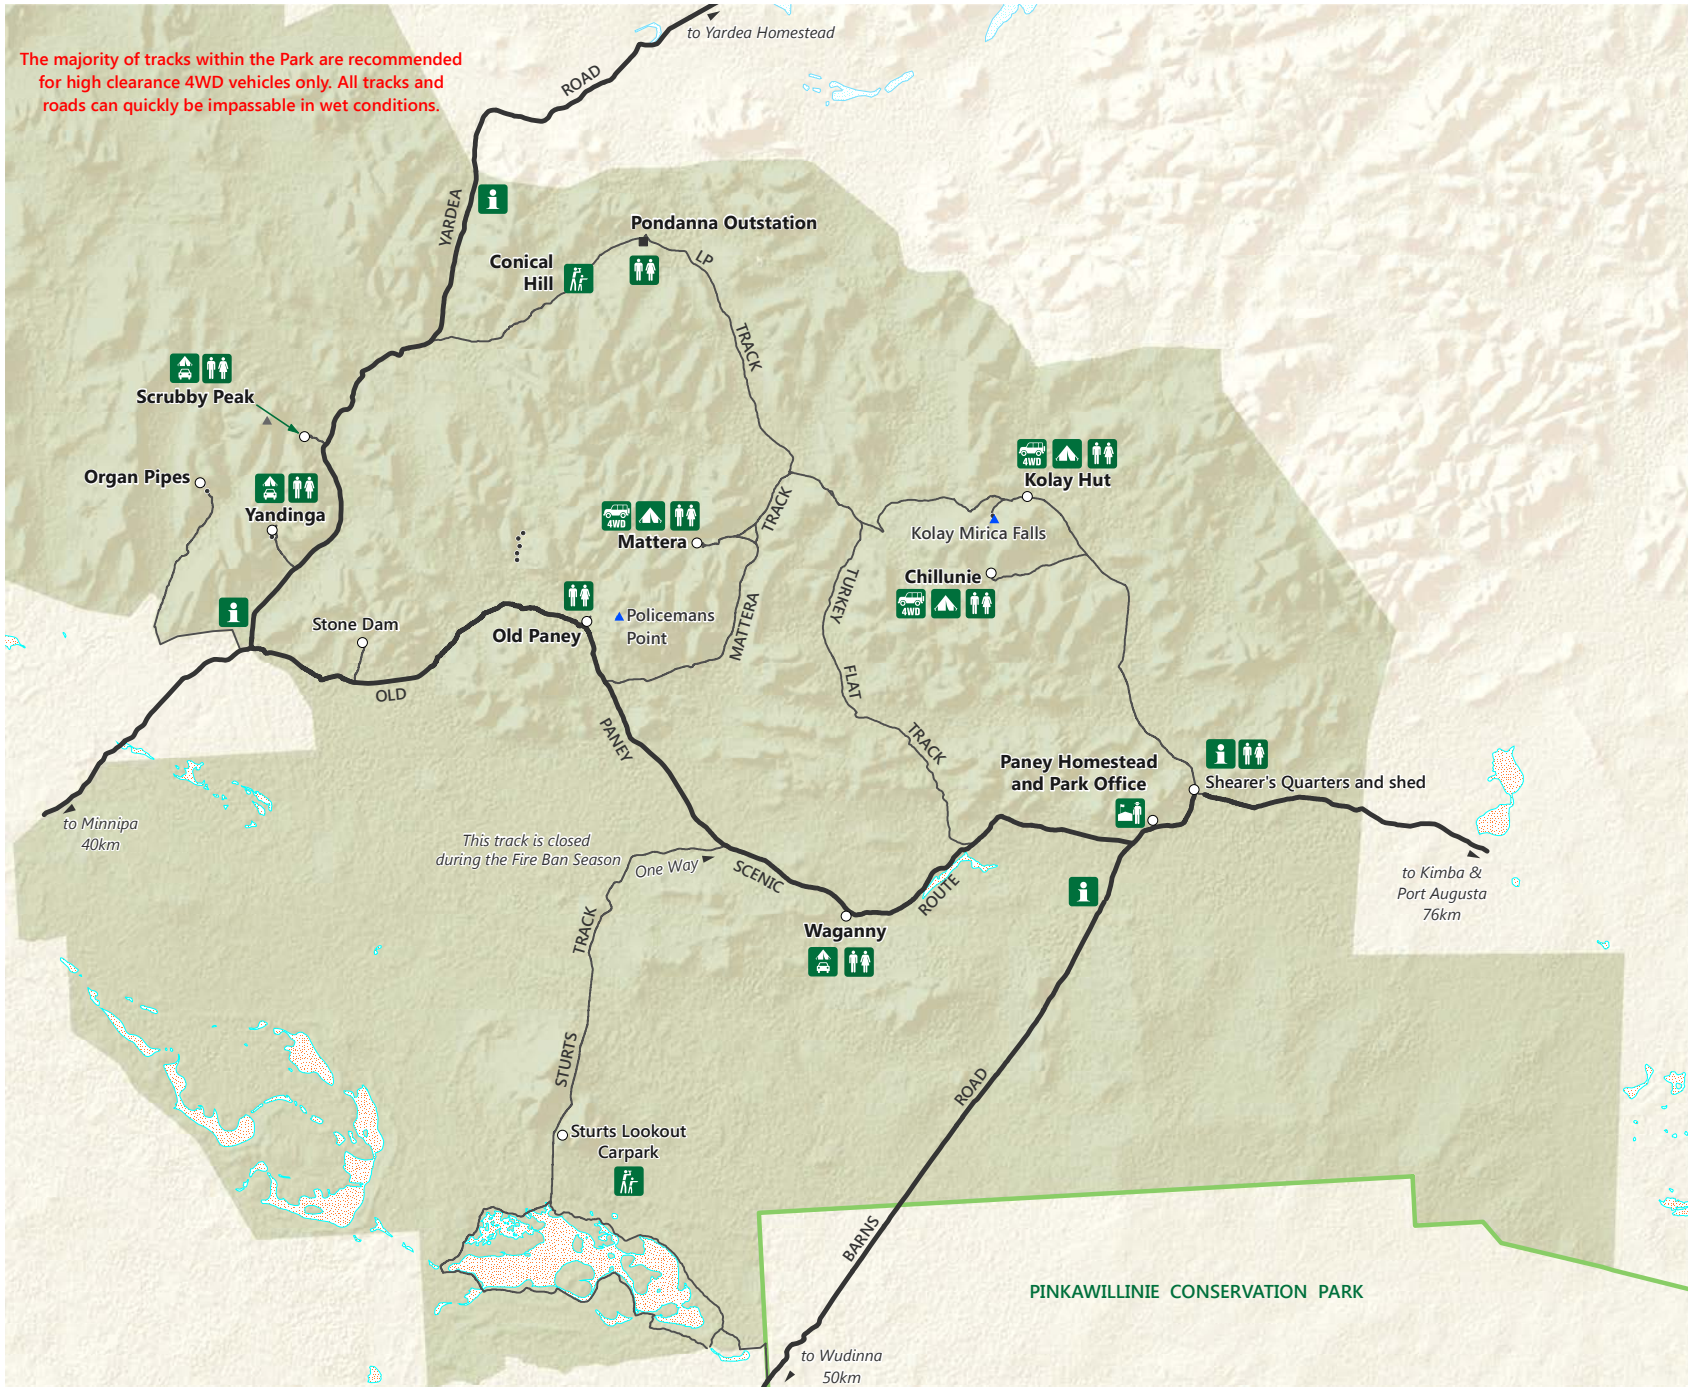 to Yardea Homestead
The majority of tracks within the Park are recommended
for high clearance 4WD vehicles only. All tracks and
roads can quickly be impassable in wet conditions.
ROAD
YARDEA
Pondanna Outstation
Conical
Hill
LP
TRACK
Scrubby Peak
Organ Pipes
Yandinga
4WD
Kolay Hut
Kolay Mirica Falls
4WD
Mattera
TRACK
Chillunie
4WD
TURKEY
MATTERA
Policemans
Point
Stone Dam
Old Paney
OLD
FLAT
PANEY
TRACK
Paney Homestead
and Park Office
Shearer's Quarters and shed
to Minnipa
40km
This track is closed
during the Fire Ban Season
One Way
SCENIC
ROUTE
to Kimba &
Port Augusta
76km
Waganny
TRACK
STURTS
ROAD
Sturts Lookout
Carpark
BARNS
PINKAWILLINIE CONSERVATION PARK
to Wudinna
50km